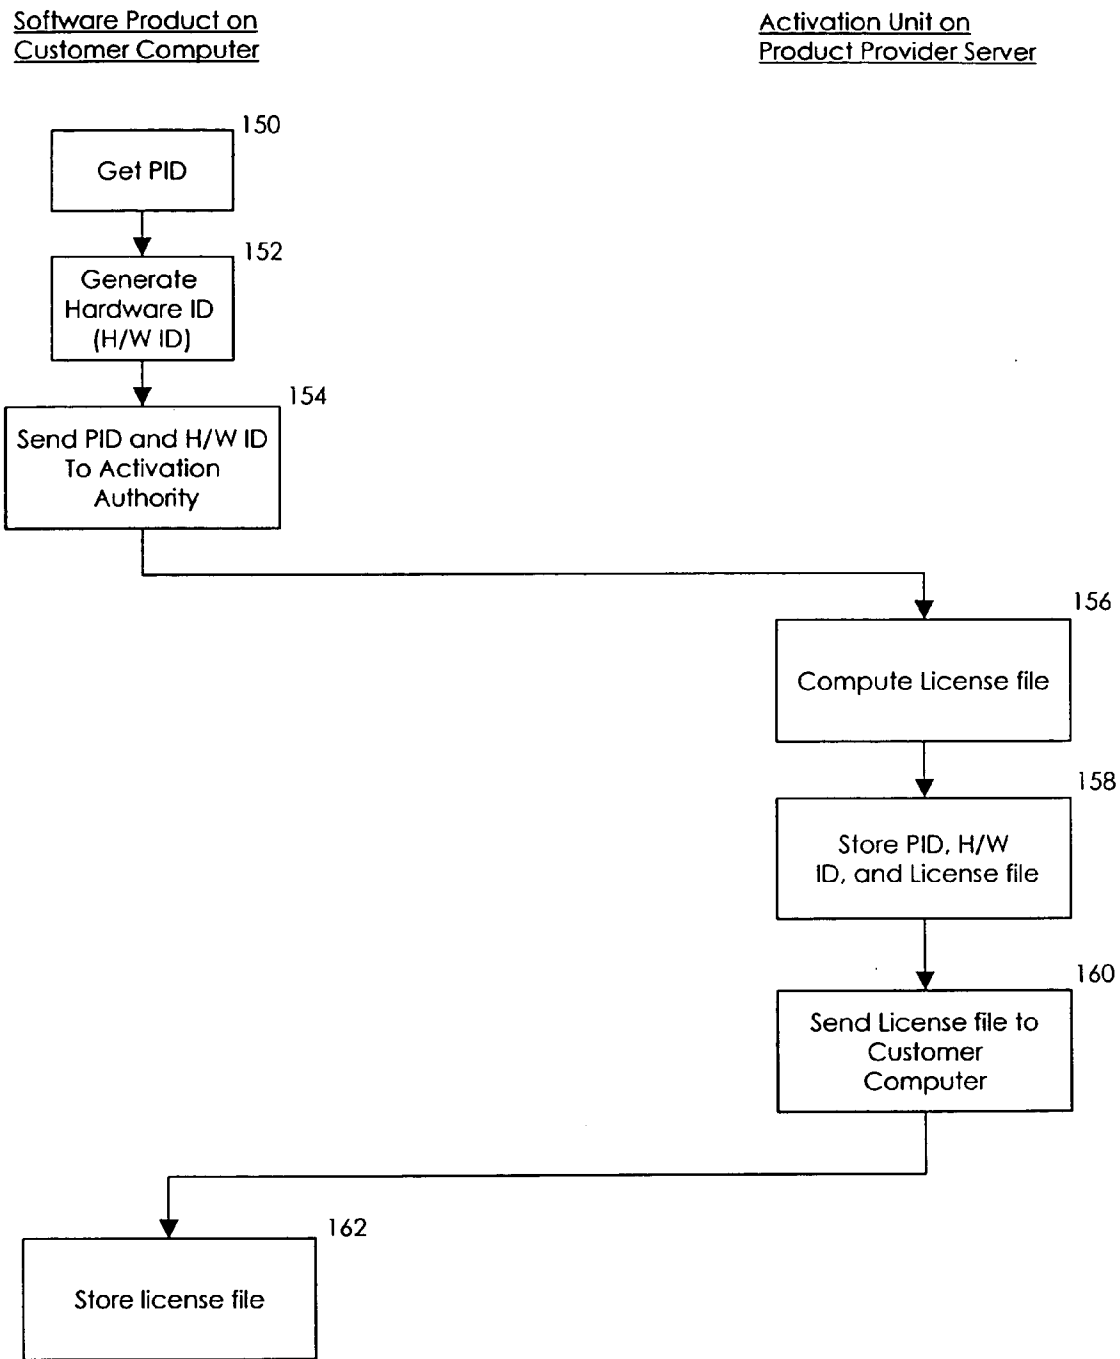 Software Product on
Customer Computer
Activation Unit on
Product Provider Server
150
Get PID
152
Generate
Hardware ID
(H/W ID)
154
Send PID and H/W ID
To Activation
Authority
156
Compute License file
158
Store PID, H/W
ID, and License file
160
Send License file to
Customer
Computer
162
Store license file